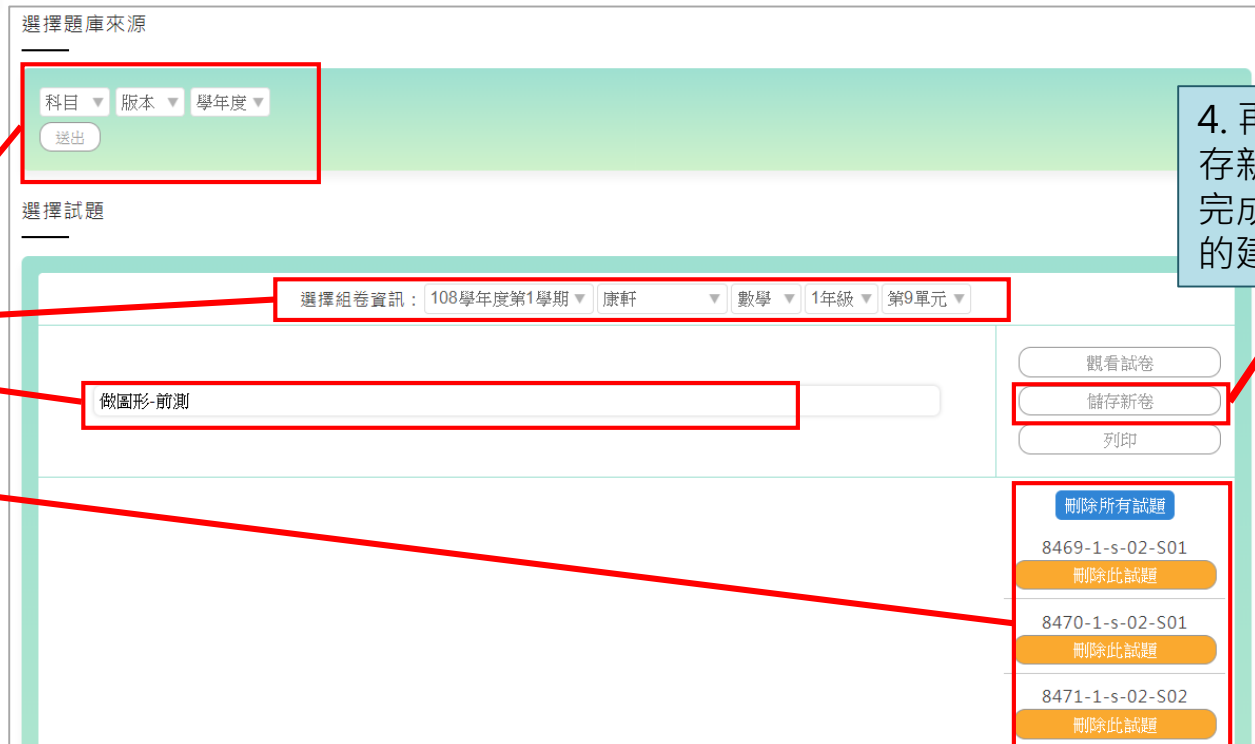 選擇題庫來源
科目 版本 學年度
送出
選擇試題
選擇組卷資訊： 108學年度第1學期 康軒 數學 1年級 第9單元
做圖形-前測
觀看試卷
儲存新卷
列印
刪除所有試題
8469-1-s-02-S01
刪除此試題
8470-1-s-02-S01
刪除此試題
8471-1-s-02-S02
刪除此試題
4. 再
存新
完成
的建